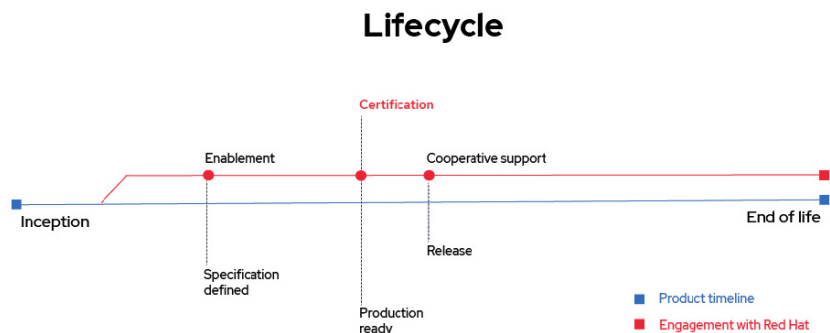 Lifecycle
Certification
Enablement
Cooperative support
Inception
End of life
Release
Specification
defined
Production
ready
Product timeline
Engagement with Red Hat